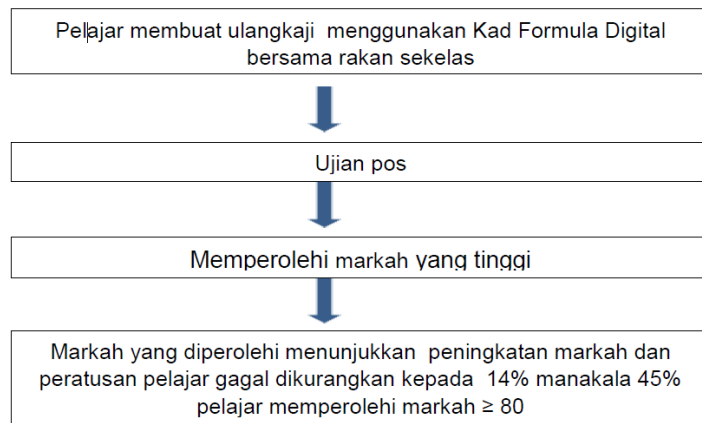 Pelajar membuat ulangkaji menggunakan Kad Formula Digital
bersama rakan sekelas
Ujian pos
Memperolehi markah yang tinggi
Markah yang diperolehi menunjukkan peningkatan markah dan
peratusan pelajar gagal dikurangkan kepada 14% manakala 45%
pelajar memperolehi markah ≥ 80